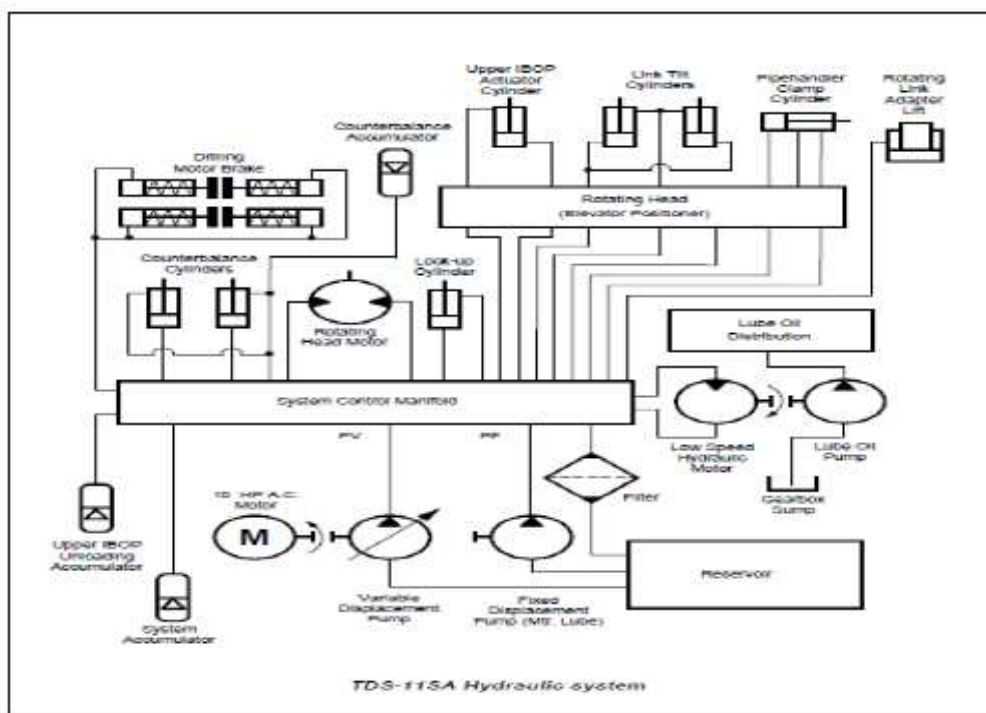 Upper IBOP
Actuator
Cylinder
Link Tilt
Cylinders
Pipehandler
Clamp
Cylinder
Rotating
Link
Adapter
Lift
Counterbalance
Accumulator
Drilling
Motor Brake
Rotating Head
(Elevator Positioner)
Counterbalance
Cylinders
Rotating
Head Motor
Cylinder
Lube Oil
Distribution
System Control Manifold
PV
PF
Low Speed
Hydraulic
Motor
Lube Oil
Pump
Gearbox
Sump
Filter
HP A.C.
Motor
M
Upper IBOP
Unloading
Accumulator
System
Accumulator
Variable
Displacement
Pump
Fixed
Displacement
Pump (Mtr. Lube)
Reservoir
TDS-11SA Hydraulic system